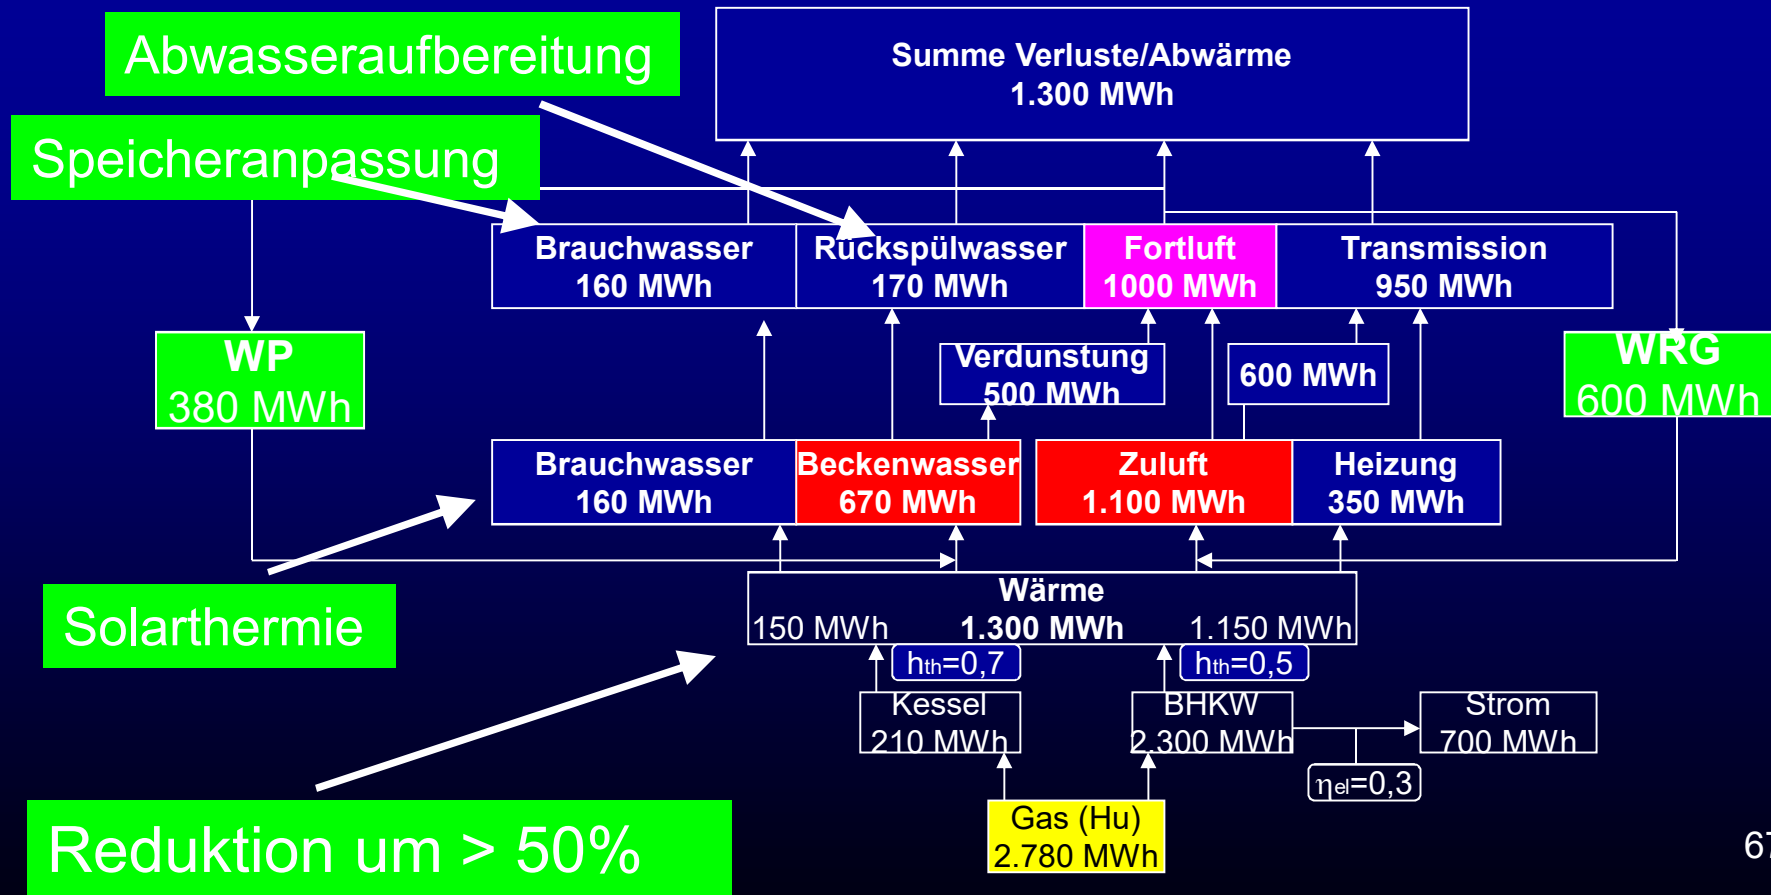 Abwasseraufbereitung
Summe Verluste/Abwärme
1.300 MWh
Speicheranpassung
Brauchwasser
160 MWh
Rückspülwasser
170 MWh
Fortluft
1000 MWh
Transmission
950 MWh
WP
380 MWh
Verdunstung
500 MWh
600 MWh
WRG
600 MWh
Brauchwasser
160 MWh
Beckenwasser
670 MWh
Zuluft
1.100 MWh
Heizung
350 MWh
Solarthermie
Wärme
150 MWh 1.300 MWh 1.150 MWh
hth=0,7
hth=0,5
Kessel
210 MWh
BHKW
2.300 MWh
Strom
700 MWh
ηel=0,3
Gas (Hu)
2.780 MWh
Reduktion um > 50%
67